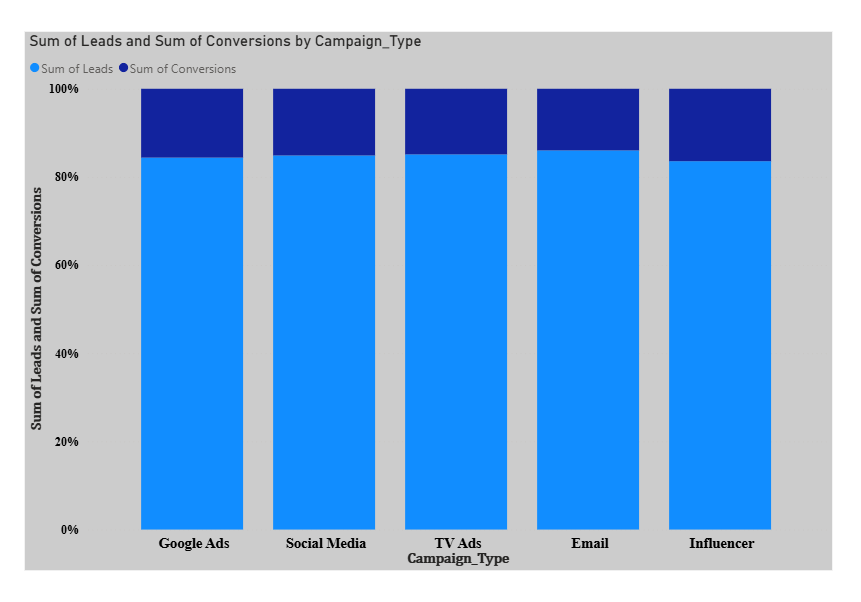 Sum of Leads and Sum of Conversions by Campaign_Type
Sum of Leads Sum of Conversions
100%
80%
60%
40%
20%
0%
Sum of Leads and Sum of Conversions
Google Ads Social Media TV Ads Email Influencer
Campaign_Type